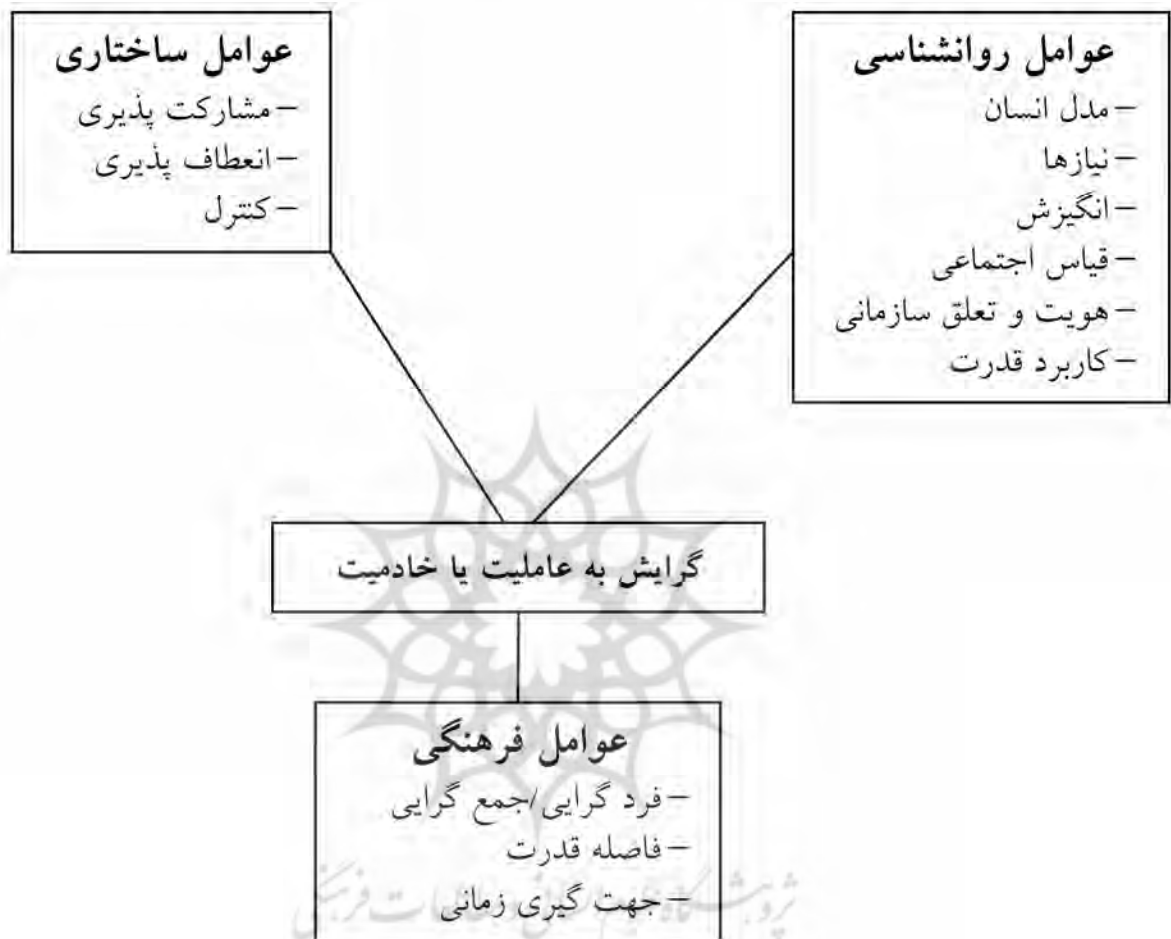 عوامل روانشناسی
– مدل انسان
– نیازها
– انگیزش
– قیاس اجتماعی
– هویت و تعلق سازمانی
– کاربرد قدرت
عوامل ساختاری
– مشارکت پذیری
– انعطاف پذیری
– کنترل
گرایش به عاملیت یا خادمیت
عوامل فرهنگی
– فرد گرایی/جمع گرایی
– فاصله قدرت
– جهت گیری زمانی